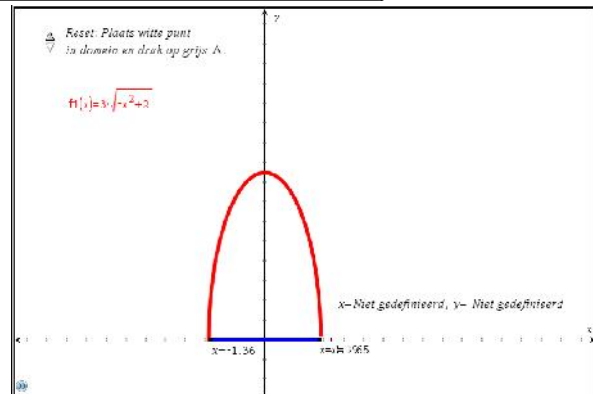 Reset: Plaats witte punt
in domein en druk op grijs Δ.
f1(x)=3·√-x²+2
y
x=Niet gedefinieerd, y= Niet gedefinieerd
x
x=-1.36